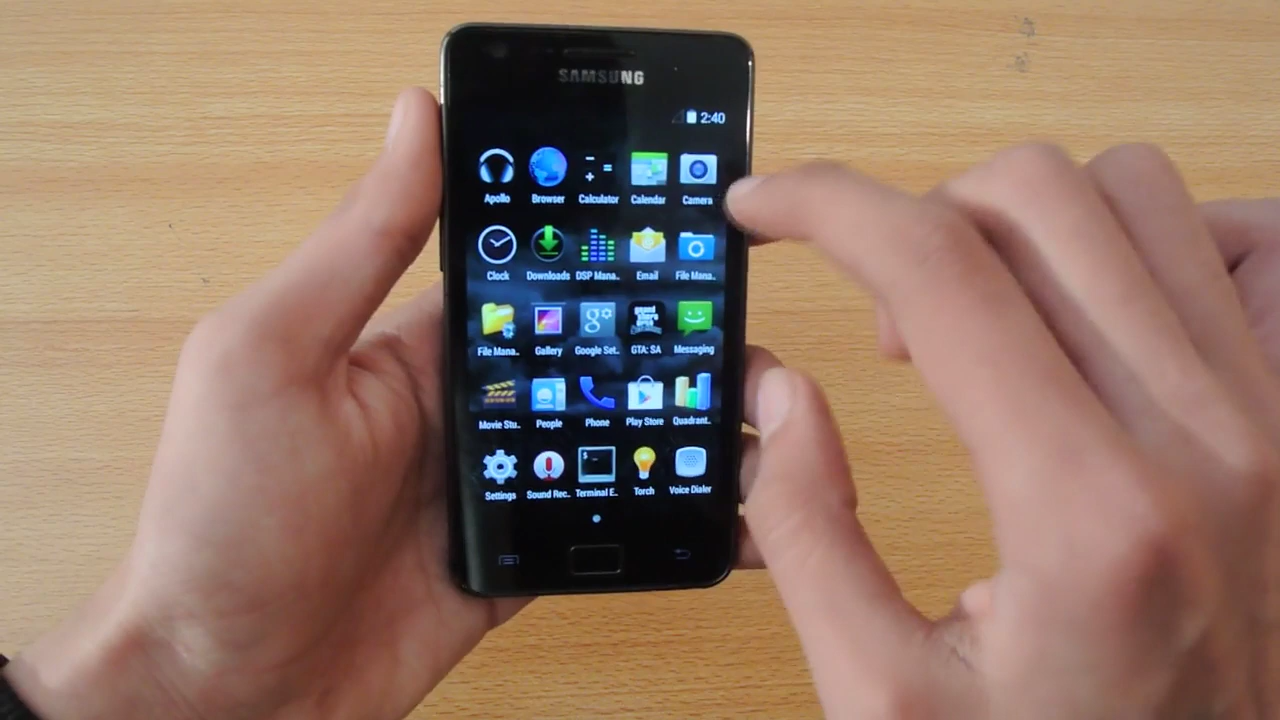 SAMSUNG
2:40
Apollo Browser Calculator Calendar Camera
Clock Downloads DSP Mana.. Email File Mana..
File Mana.. Gallery Google Set.. GTA: SA Messaging
Movie Stu.. People Phone Play Store Quadrant..
Settings Sound Rec.. Terminal E.. Torch Voice Dialer